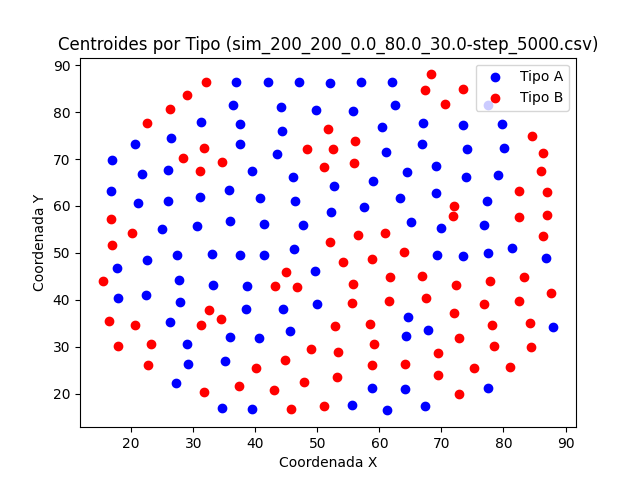 Centroides por Tipo (sim_200_200_0.0_80.0_30.0-step_5000.csv)
Tipo A
Tipo B
90
80
70
60
50
40
30
20
Coordenada Y
20 30 40 50 60 70 80 90
Coordenada X